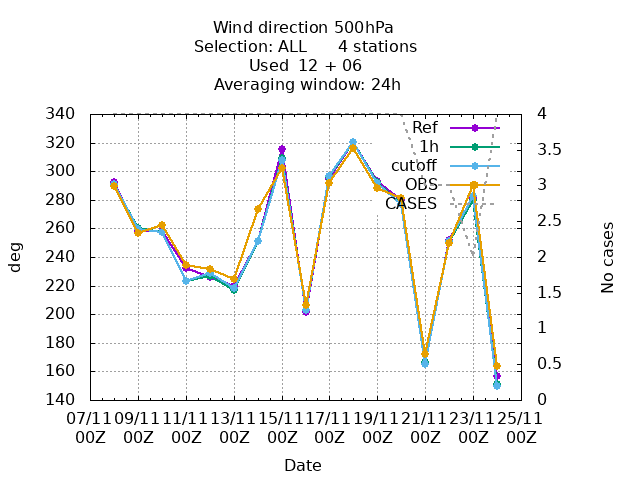 Wind direction 500hPa
Selection: ALL 4 stations
Used 12 + 06
Averaging window: 24h
340
320
300
280
260
240
220
200
180
160
140
deg
4
3.5
3
2.5
2
1.5
1
0.5
0
No cases
Ref
1h
cutoff
OBS
CASES
07/11 09/11 11/11 13/11 15/11 17/11 19/11 21/11 23/11 25/11
00Z 00Z 00Z 00Z 00Z 00Z 00Z 00Z 00Z 00Z
Date